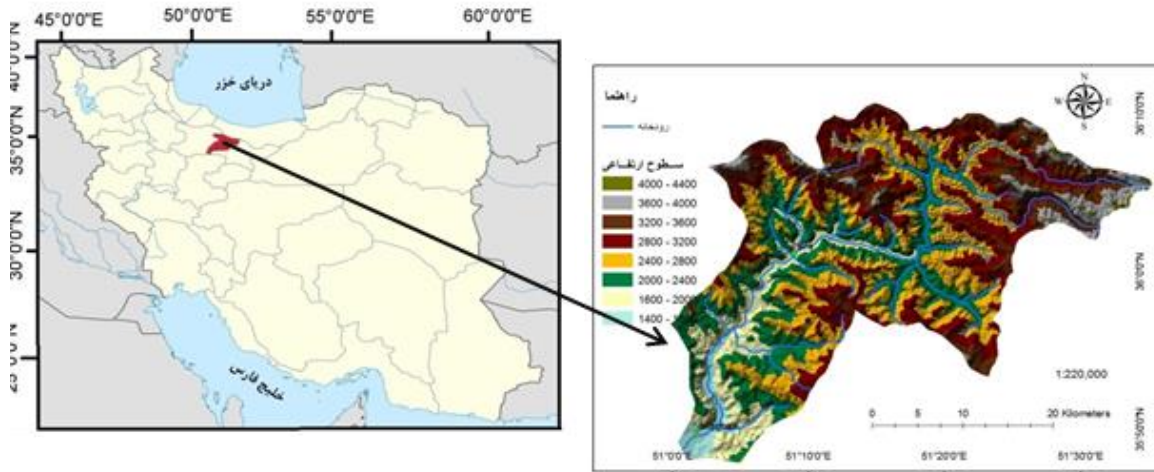 45°0'0"E 50°0'0"E 55°0'0"E 60°0'0"E
35°0'0"N
30°0'0"N
دریای خزر
خلیج فارس
راهنما
رودخانه
سطوح ارتفاعی
4000 - 4400
3600 - 4000
3200 - 3600
2800 - 3200
2400 - 2800
2000 - 2400
1600 - 2000
1400 -
N
W E
S
36°10'0"N
36°0'0"N
35°50'0"N
1:220,000
0 5 10 20 Kilometers
51°0'0"E 51°10'0"E 51°20'0"E 51°30'0"E